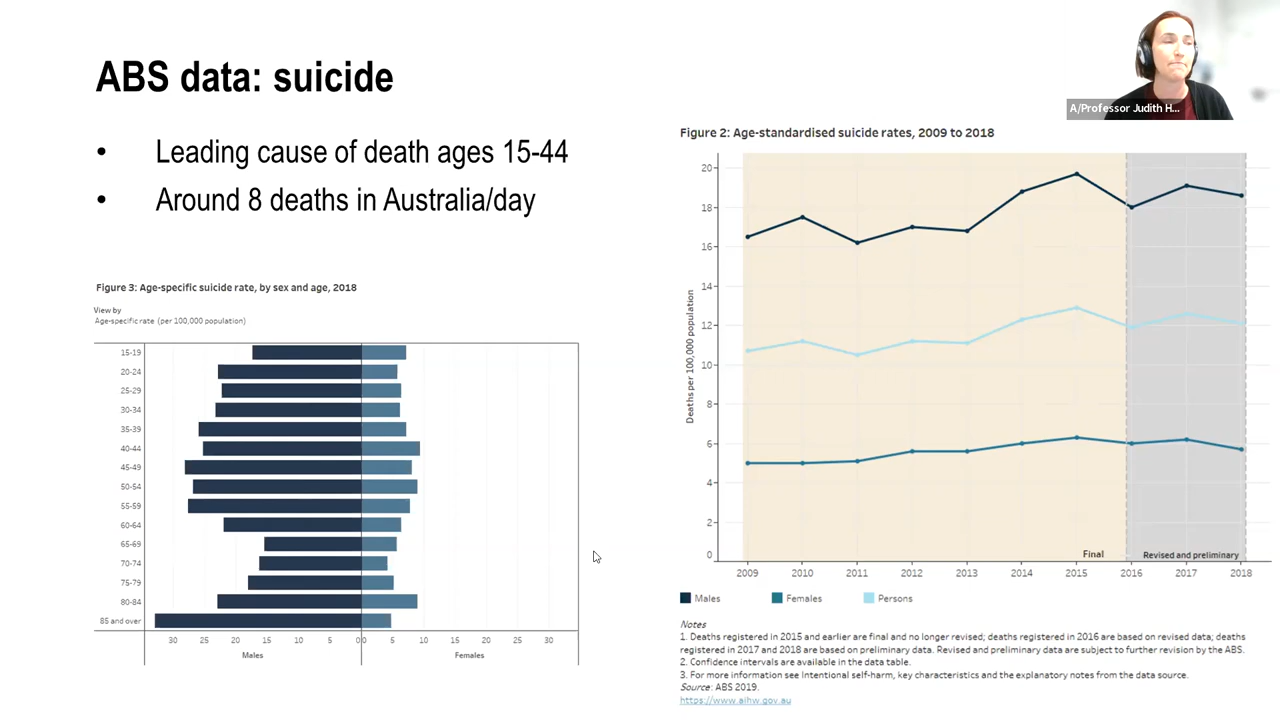 ABS data: suicide
• Leading cause of death ages 15-44
• Around 8 deaths in Australia/day
A/Professor Judith H...
Figure 3: Age-specific suicide rate, by sex and age, 2018
View by
Age-specific rate (per 100,000 population)
15-19
20-24
25-29
30-34
35-39
40-44
45-49
50-54
55-59
60-64
65-69
70-74
75-79
80-84
85 and over
30 25 20 15 10 5 0 0 5 10 15 20 25 30
Males Females
Figure 2: Age-standardised suicide rates, 2009 to 2018
Deaths per 100,000 population
20
18
16
14
12
10
8
6
4
2
0
Final Revised and preliminary
2009 2010 2011 2012 2013 2014 2015 2016 2017 2018
Males Females Persons
Notes
1. Deaths registered in 2015 and earlier are final and no longer revised; deaths registered in 2016 are based on revised data; deaths
registered in 2017 and 2018 are based on preliminary data. Revised and preliminary data are subject to further revision by the ABS.
2. Confidence intervals are available in the data table.
3. For more information see Intentional self-harm, key characteristics and the explanatory notes from the data source.
Source: ABS 2019.
https://www.aihw.gov.au